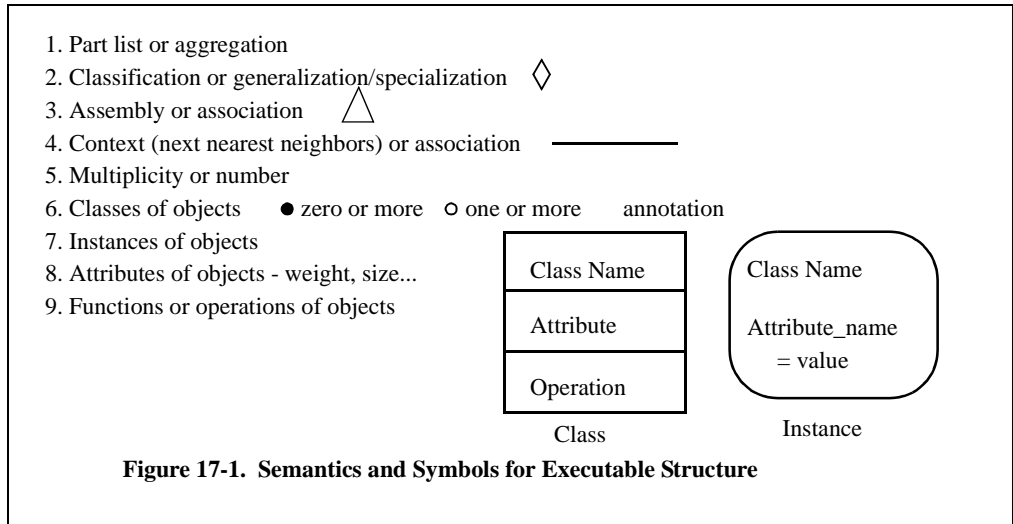 1. Part list or aggregation
2. Classification or generalization/specialization
3. Assembly or association
4. Context (next nearest neighbors) or association
5. Multiplicity or number
6. Classes of objects zero or more one or more annotation
7. Instances of objects
8. Attributes of objects - weight, size...
9. Functions or operations of objects
Class Name
Attribute
Operation
Class
Class Name
Attribute_name
= value
Instance
Figure 17-1. Semantics and Symbols for Executable Structure